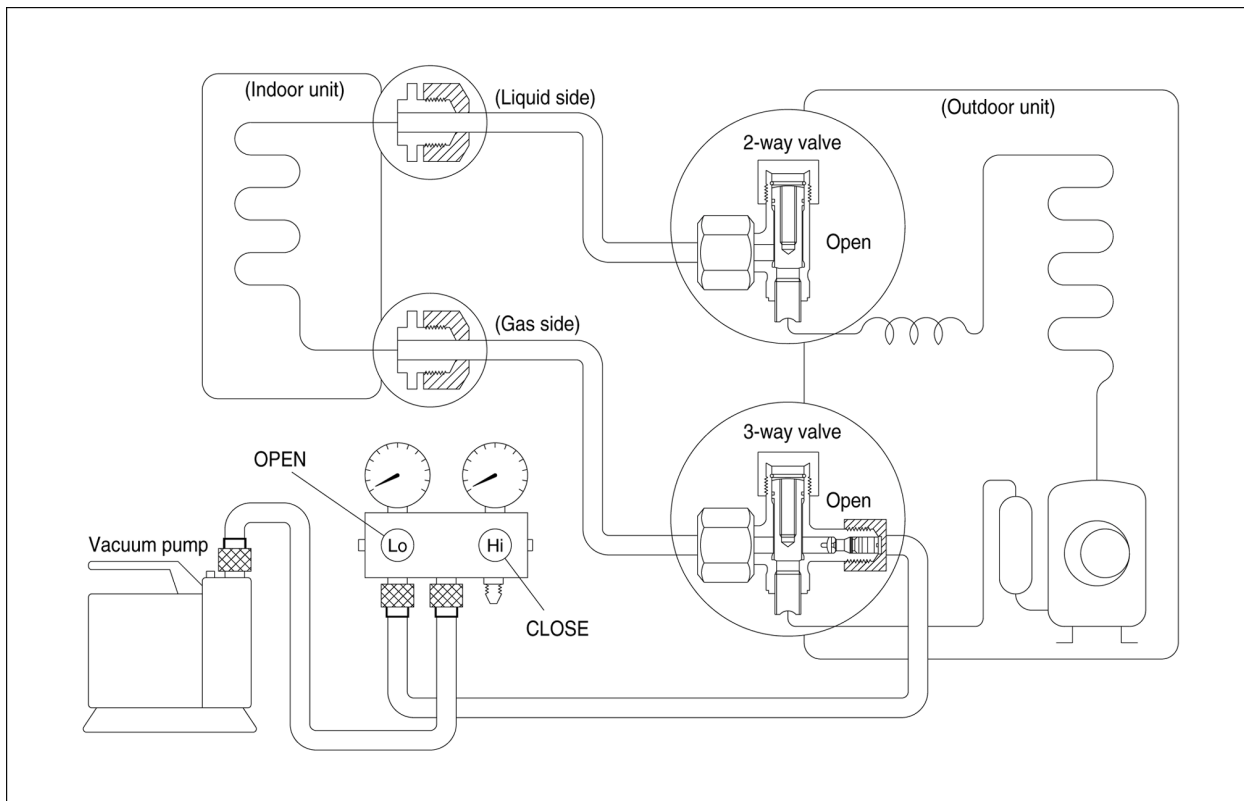 (Indoor unit)
(Liquid side)
(Outdoor unit)
2-way valve
Open
(Gas side)
3-way valve
Open
OPEN
Lo
Hi
Vacuum pump
CLOSE